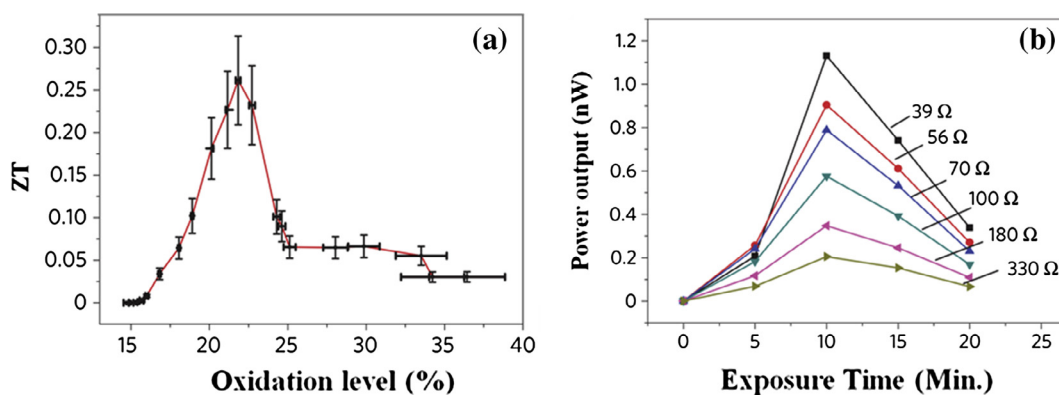 (a)
ZT
0.30
0.25
0.20
0.15
0.10
0.05
0
15 20 25 30 35 40
Oxidation level (%)
(b)
Power output (nW)
1.2
1.0
0.8
0.6
0.4
0.2
0
39 Ω
56 Ω
70 Ω
100 Ω
180 Ω
330 Ω
0 5 10 15 20 25
Exposure Time (Min.)